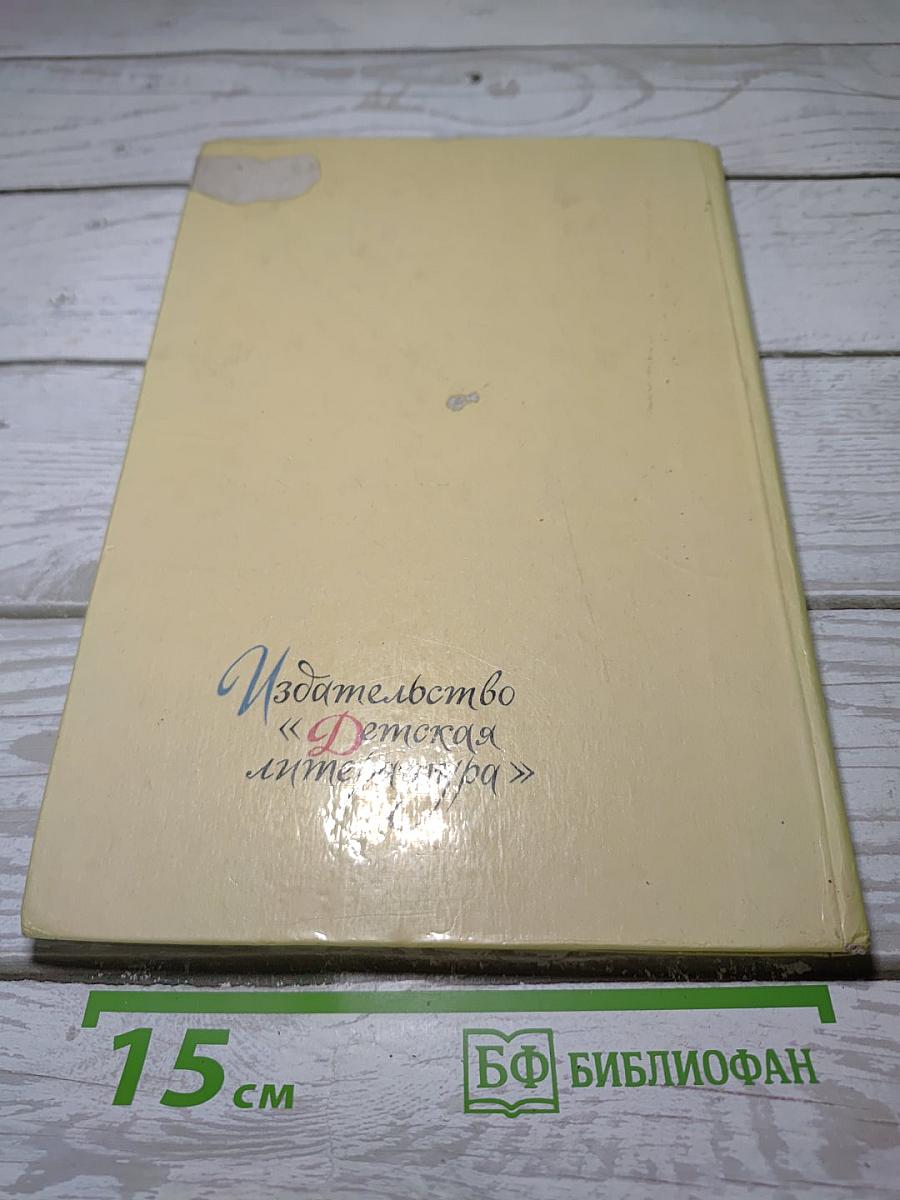 Издательство
«Детская
литература»
15 см
БФ БИБЛИОФАН